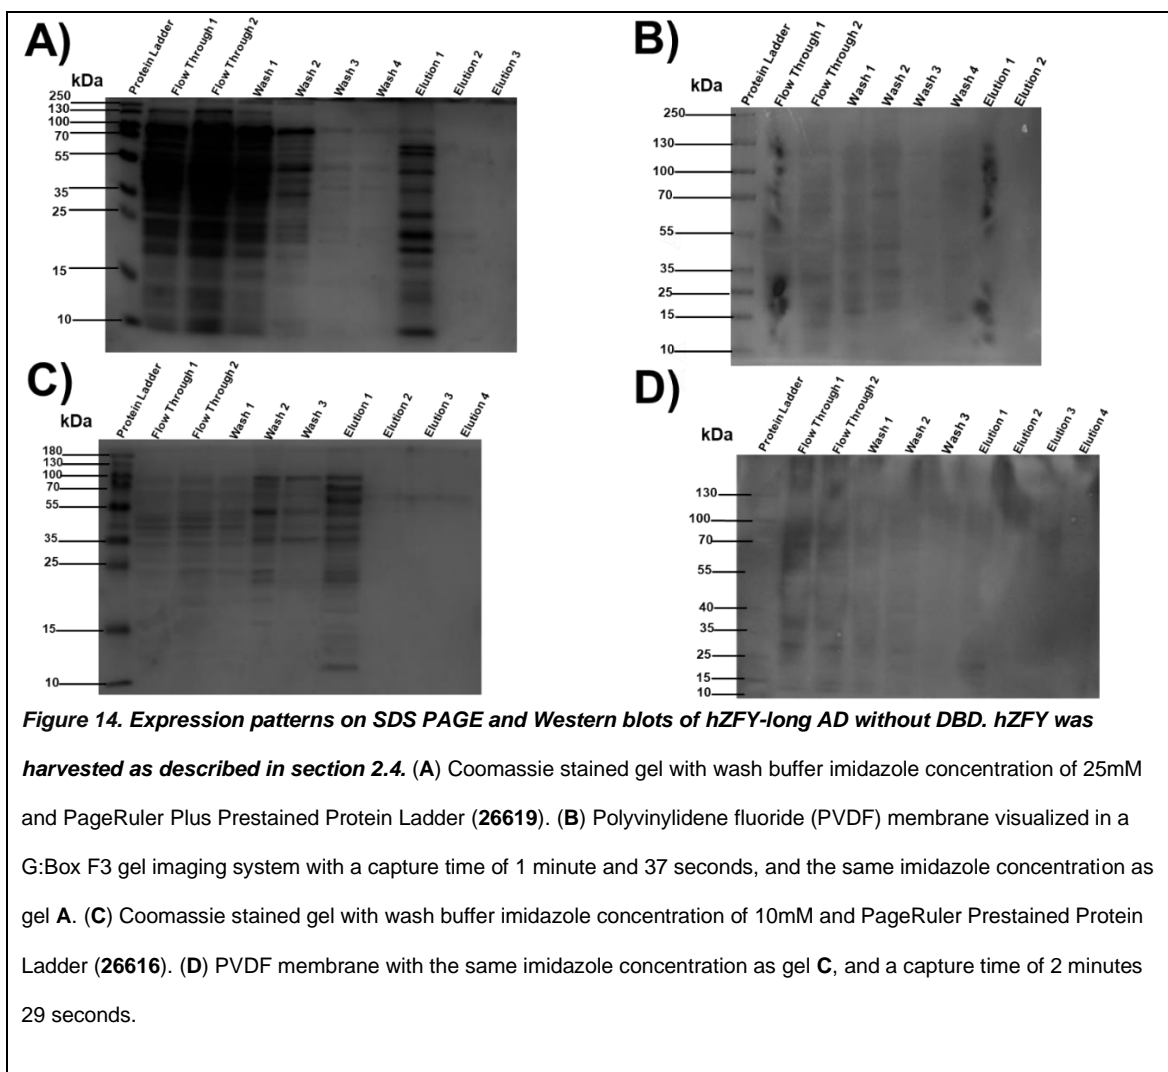 A)
kDa
Protein Ladder
Flow Through 1
Flow Through 2
Wash 1
Wash 2
Wash 3
Wash 4
Elution 1
Elution 2
Elution 3
250
130
100
70
55
35
25
15
10
B)
kDa
Protein Ladder
Flow Through 1
Flow Through 2
Wash 1
Wash 2
Wash 3
Wash 4
Elution 1
Elution 2
250
130
100
70
55
35
25
15
10
C)
kDa
Protein Ladder
Flow Through 1
Flow Through 2
Wash 1
Wash 2
Wash 3
Elution 1
Elution 2
Elution 3
Elution 4
180
130
100
70
55
35
25
15
10
D)
kDa
Protein Ladder
Flow Through 1
Flow Through 2
Wash 1
Wash 2
Wash 3
Elution 1
Elution 2
Elution 3
Elution 4
130
100
70
55
40
35
25
15
10
Figure 14. Expression patterns on SDS PAGE and Western blots of hZFY-long AD without DBD. hZFY was
harvested as described in section 2.4. (A) Coomassie stained gel with wash buffer imidazole concentration of 25mM
and PageRuler Plus Prestained Protein Ladder (26619). (B) Polyvinylidene fluoride (PVDF) membrane visualized in a
G:Box F3 gel imaging system with a capture time of 1 minute and 37 seconds, and the same imidazole concentration as
gel A. (C) Coomassie stained gel with wash buffer imidazole concentration of 10mM and PageRuler Prestained Protein
Ladder (26616). (D) PVDF membrane with the same imidazole concentration as gel C, and a capture time of 2 minutes
29 seconds.